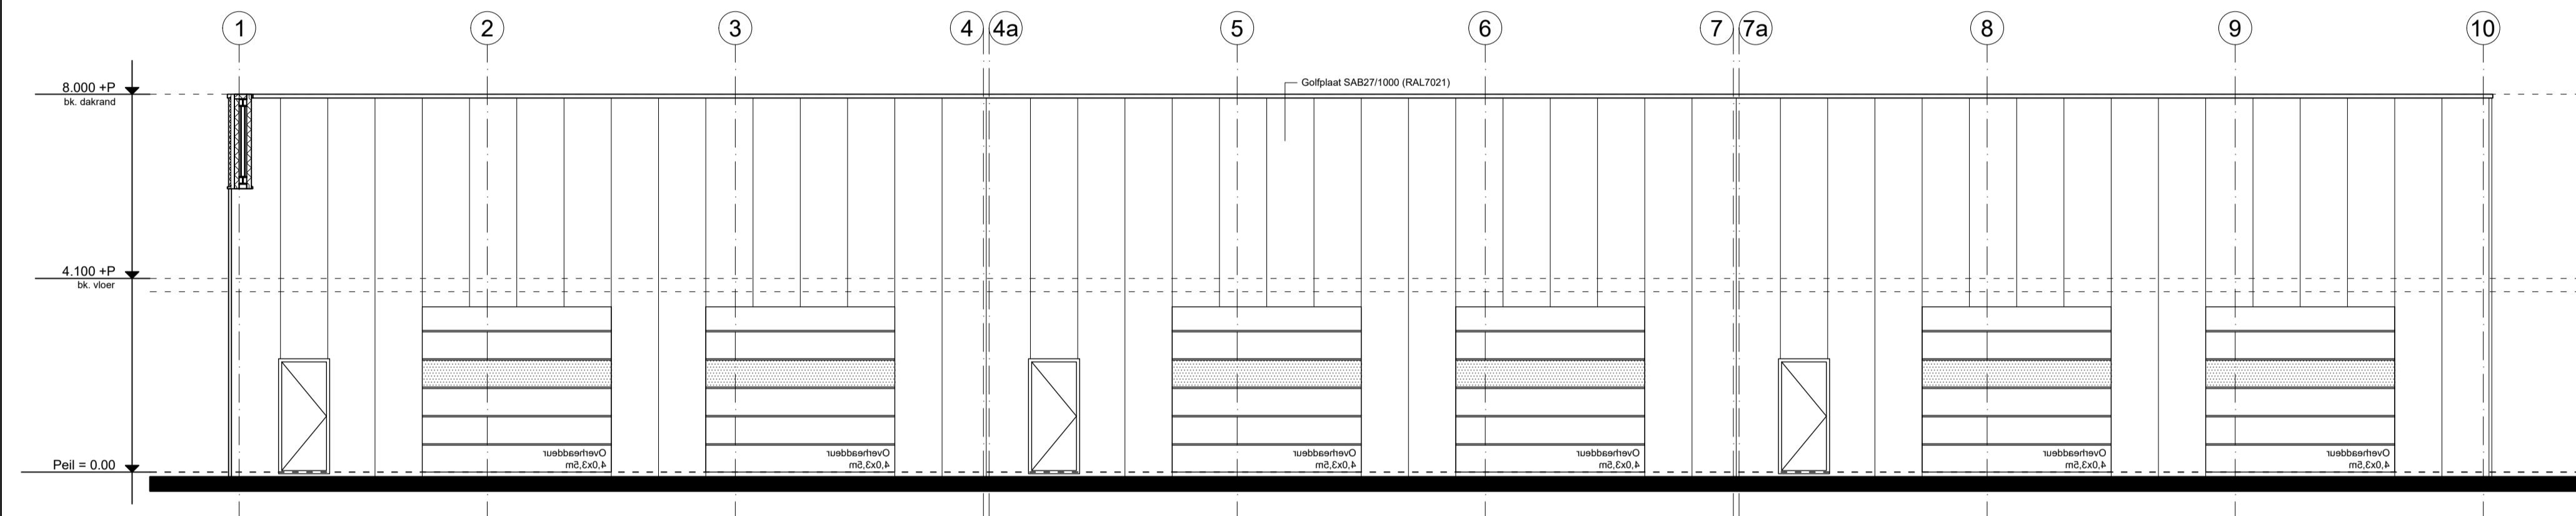 1 2 3 4 4a 5 6 7 7a 8 9 10
Golfplaat SAB27/1000 (RAL7021)
8.000 +P
bk. dakrand
4.100 +P
bk. vloer
Overheaddeur
4,0x3,5m
Overheaddeur
4,0x3,5m
Overheaddeur
4,0x3,5m
Overheaddeur
4,0x3,5m
Overheaddeur
4,0x3,5m
Overheaddeur
4,0x3,5m
Peil = 0.00